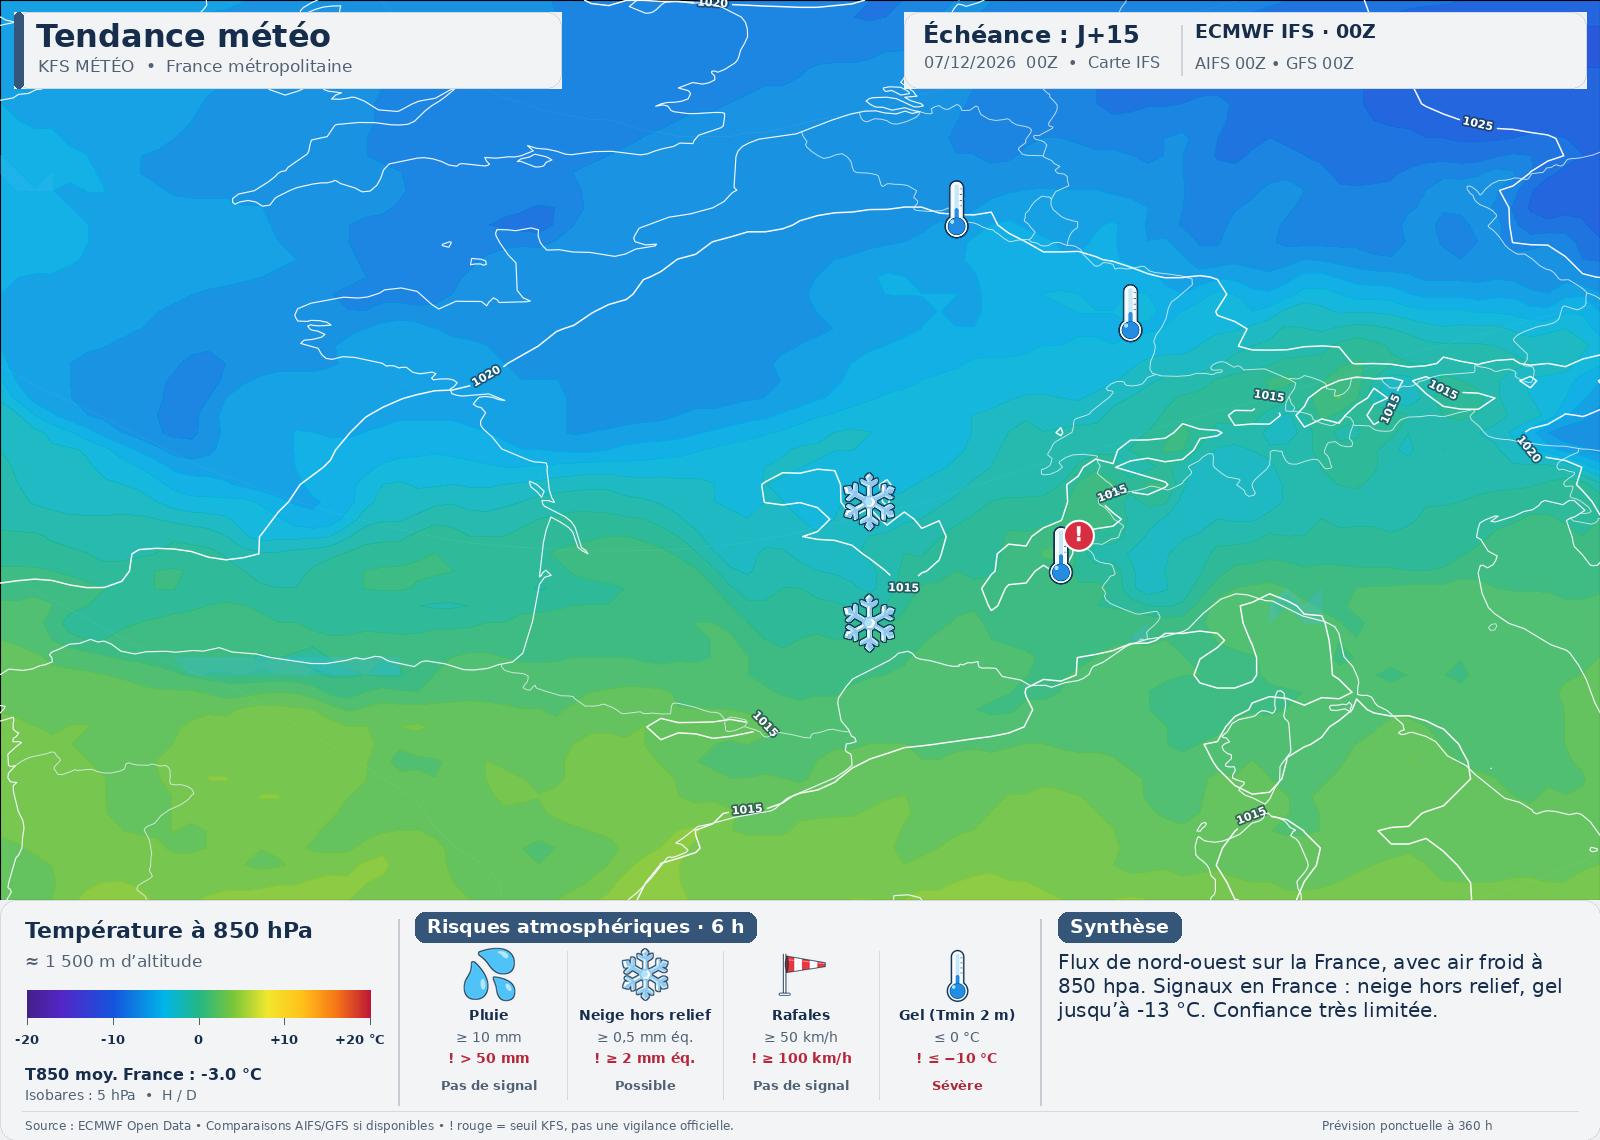 Tendance météo
KFS MÉTÉO • France métropolitaine
Échéance : J+15
07/12/2026 00Z • Carte IFS
ECMWF IFS · 00Z
AIFS 00Z • GFS 00Z
1020
1025
1020
1015
1015
1015
1020
1015
!
1015
1015
1015
1015
Température à 850 hPa
≈ 1 500 m d’altitude
-20 -10 0 +10 +20 °C
T850 moy. France : -3.0 °C
Isobares : 5 hPa • H / D
Risques atmosphériques · 6 h
Pluie
≥ 10 mm
! > 50 mm
Pas de signal
Neige hors relief
≥ 0,5 mm éq.
! ≥ 2 mm éq.
Possible
Rafales
≥ 50 km/h
! ≥ 100 km/h
Pas de signal
Gel (Tmin 2 m)
≤ 0 °C
! ≤ −10 °C
Sévère
Synthèse
Flux de nord-ouest sur la France, avec air froid à
850 hpa. Signaux en France : neige hors relief, gel
jusqu’à -13 °C. Confiance très limitée.
Source : ECMWF Open Data • Comparaisons AIFS/GFS si disponibles • ! rouge = seuil KFS, pas une vigilance officielle.
Prévision ponctuelle à 360 h